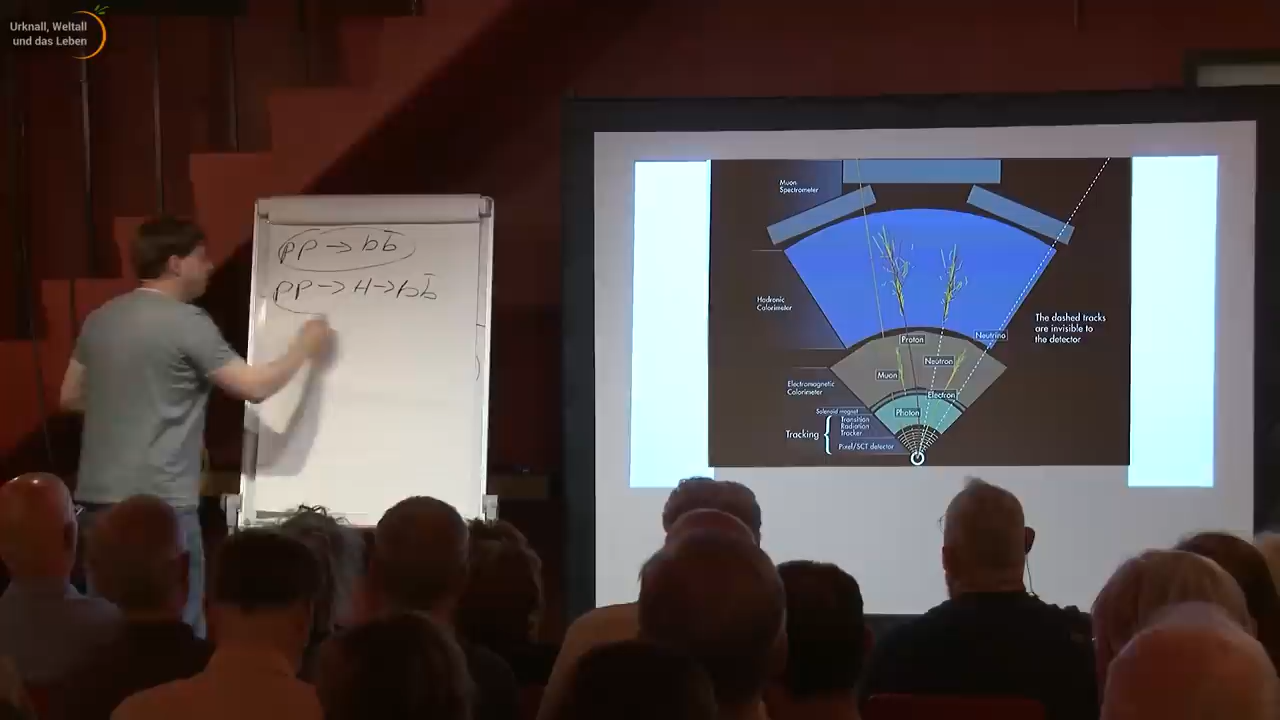 Urknall, Weltall
und das Leben
pp → bb̄
pp → H → bb̄
Muon
Spectrometer
Hadronic
Calorimeter
The dashed tracks
are invisible to
the detector
Proton
Neutrino
Neutron
Muon
Electromagnetic
Calorimeter
Electron
Photon
Solenoid magnet
Tracking {
Transition
Radiation
Tracker
Pixel/SCT detector